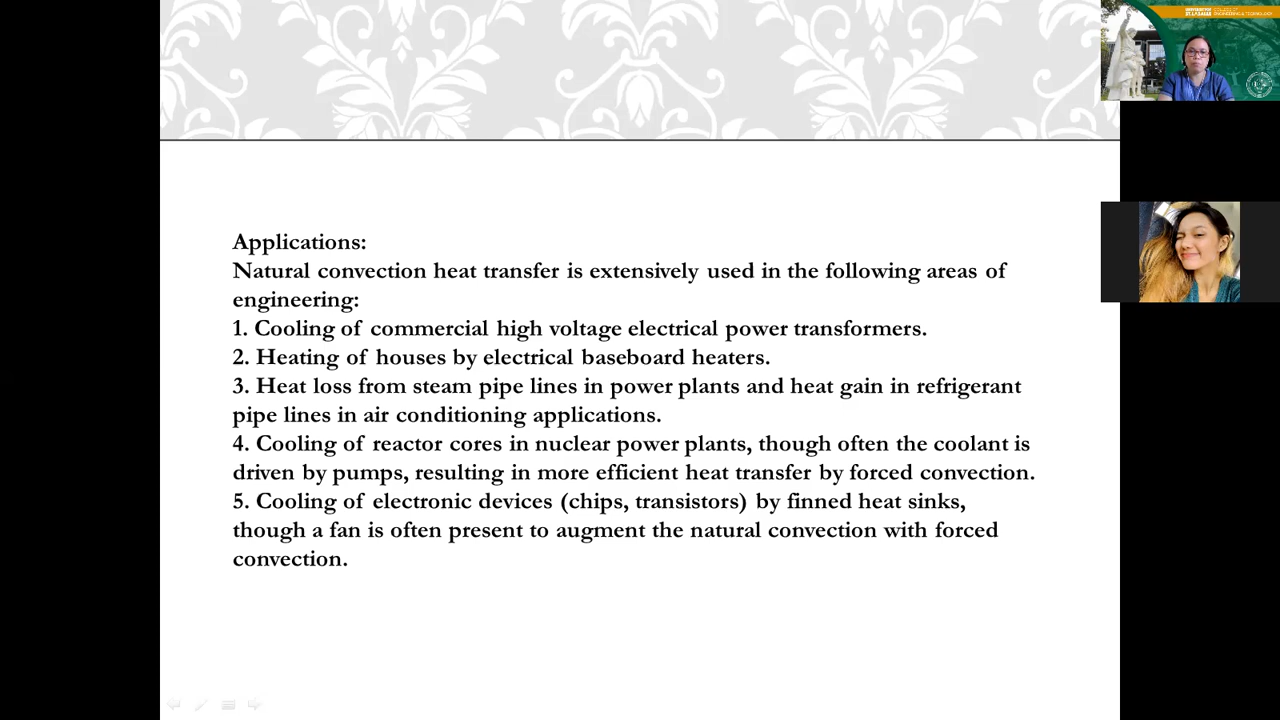 Applications:
Natural convection heat transfer is extensively used in the following areas of
engineering:
1. Cooling of commercial high voltage electrical power transformers.
2. Heating of houses by electrical baseboard heaters.
3. Heat loss from steam pipe lines in power plants and heat gain in refrigerant
pipe lines in air conditioning applications.
4. Cooling of reactor cores in nuclear power plants, though often the coolant is
driven by pumps, resulting in more efficient heat transfer by forced convection.
5. Cooling of electronic devices (chips, transistors) by finned heat sinks,
though a fan is often present to augment the natural convection with forced
convection.